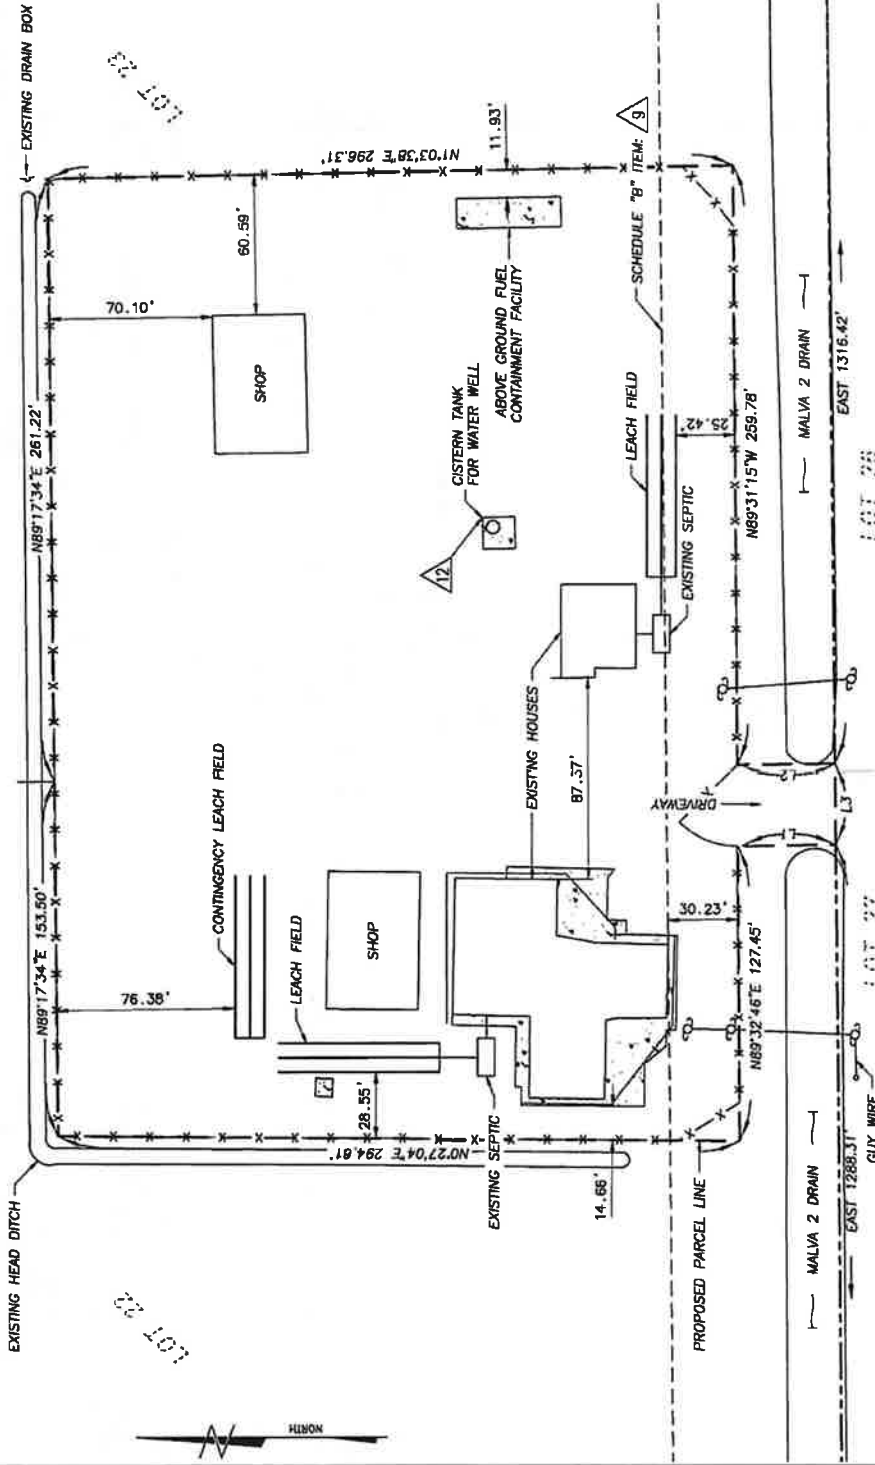 EXISTING HEAD DITCH
EXISTING DRAIN BOX
LOT 22
LOT 23
N89°17'34"E 153.50'
N89°17'34"E 261.22'
N1°03'38"E 296.31'
N0°27'04"E 294.61'
76.38'
70.10'
60.59'
11.93'
CONTINGENCY LEACH FIELD
LEACH FIELD
28.55'
SHOP
SHOP
CISTERN TANK
FOR WATER WELL
12
ABOVE GROUND FUEL
CONTAINMENT FACILITY
EXISTING SEPTIC
EXISTING HOUSES
87.37'
LEACH FIELD
EXISTING SEPTIC
SCHEDULE "B" ITEM:
9
25.42'
14.66'
30.23'
PROPOSED PARCEL LINE
N89°32'46"E 127.45'
N89°31'15"W 259.78'
DRIVEWAY
L1
L2
L3
MALVA 2 DRAIN
MALVA 2 DRAIN
EAST 1288.31'
EAST 1316.42'
GUY WIRE
NORTH